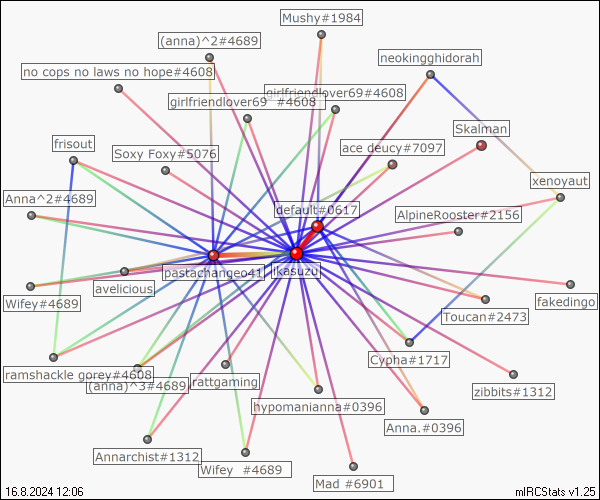 Mushy#1984
(anna)^2#4689
neokingghidorah
no cops no laws no hope#4608
girlfriendlover69#4608
girlfriendlover69 #4608
Skalman
frisout
ace deucy#7097
Soxy Foxy#5076
xenoyaut
Anna^2#4689
default#0617
AlpineRooster#2156
pastachangeo41
likasuzu
avelicious
Wifey#4689
fakedingo
Toucan#2473
Cypha#1717
ramshackle gorey#4608
(anna)^3#4689
rattgaming
zibbits#1312
hypomanianna#0396
Anna.#0396
Annarchist#1312
Wifey #4689
Mad #6901
16.8.2024 12:06
mIRCStats v1.25